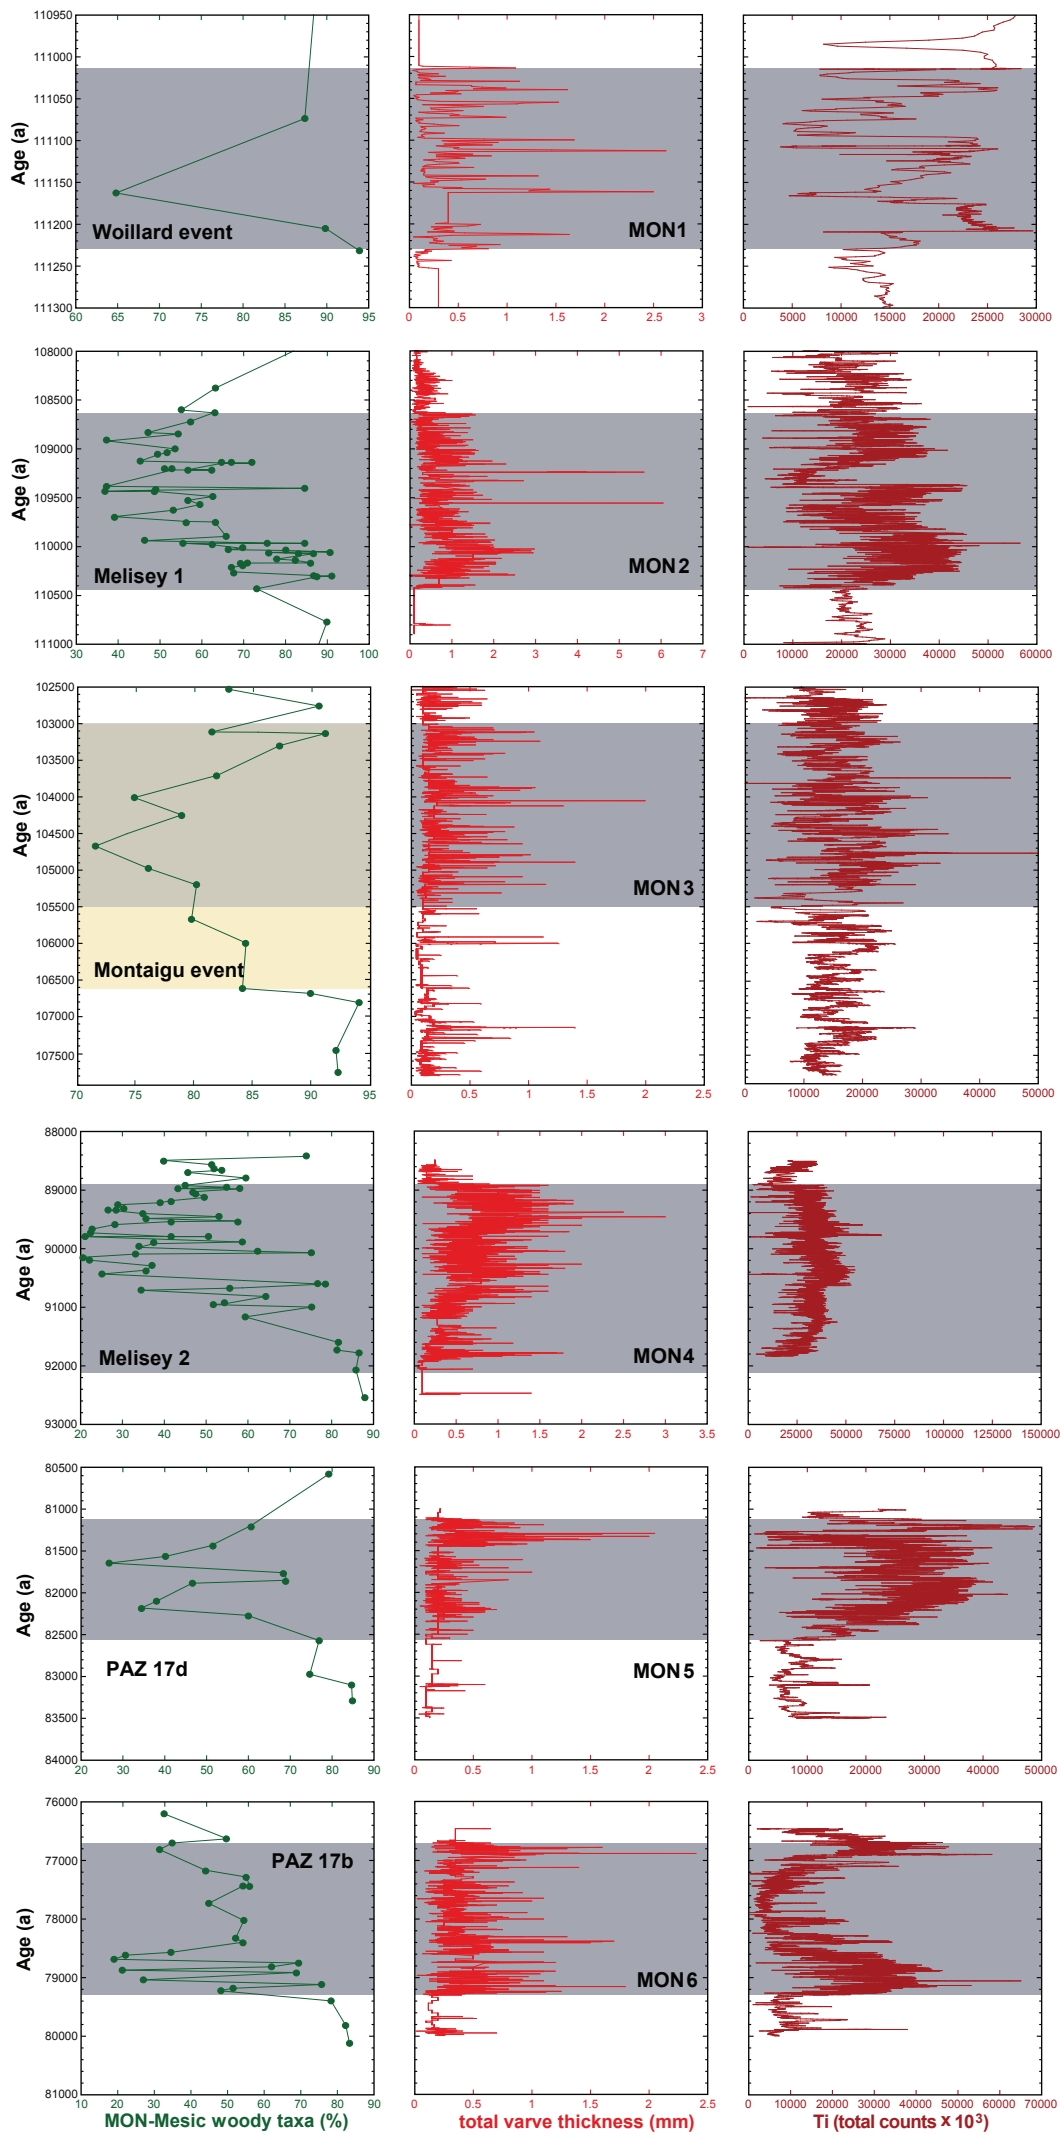 110950
111000
111050
111100
111150
111200
111250
111300
Age (a)
Woillard event
MON1
60 65 70 75 80 85 90 95
0 0.5 1 1.5 2 2.5 3
0 5000 10000 15000 20000 25000 30000
108000
108500
109000
109500
110000
110500
111000
Age (a)
Melisey 1
MON2
30 40 50 60 70 80 90 100
0 1 2 3 4 5 6 7
0 10000 20000 30000 40000 50000 60000
102500
103000
103500
104000
104500
105000
105500
106000
106500
107000
107500
Age (a)
Montaigu event
MON3
70 75 80 85 90 95
0 0.5 1 1.5 2 2.5
0 10000 20000 30000 40000 50000
88000
89000
90000
91000
92000
93000
Age (a)
Melisey 2
MON4
20 30 40 50 60 70 80 90
0 0.5 1 1.5 2 2.5 3 3.5
0 25000 50000 75000 100000 125000 150000
80500
81000
81500
82000
82500
83000
83500
84000
Age (a)
PAZ 17d
MON5
20 30 40 50 60 70 80 90
0 0.5 1 1.5 2 2.5
0 10000 20000 30000 40000 50000
76000
77000
78000
79000
80000
81000
Age (a)
PAZ 17b
MON6
10 20 30 40 50 60 70 80 90
0 0.5 1 1.5 2 2.5
0 10000 20000 30000 40000 50000 60000 70000
MON-Mesic woody taxa (%)
total varve thickness (mm)
Ti (total counts x 10³)